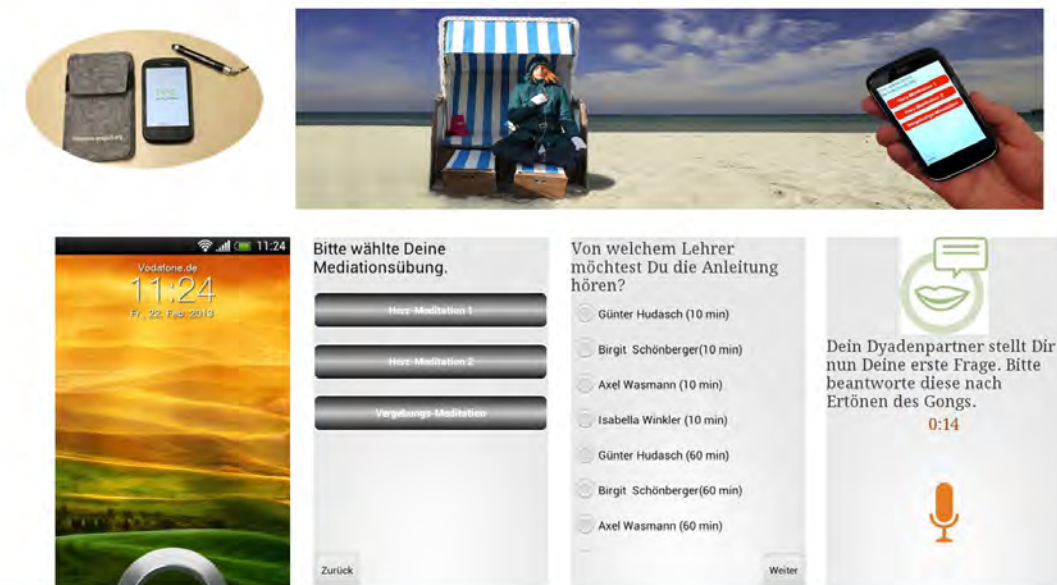 11:24
Vodafone.de
11:24
Fr., 22. Feb 2013
Bitte wählte Deine
Mediationsübung.
Herz-Meditation 1
Herz-Meditation 2
Vergebungs-Meditation
Zurück
Von welchem Lehrer
möchtest Du die Anleitung
hören?
Günter Hudasch (10 min)
Birgit Schönberger(10 min)
Axel Wasmann (10 min)
Isabella Winkler (10 min)
Günter Hudasch (60 min)
Birgit Schönberger(60 min)
Axel Wasmann (60 min)
Weiter
Dein Dyadenpartner stellt Dir
nun Deine erste Frage. Bitte
beantworte diese nach
Ertönen des Gongs.
0:14